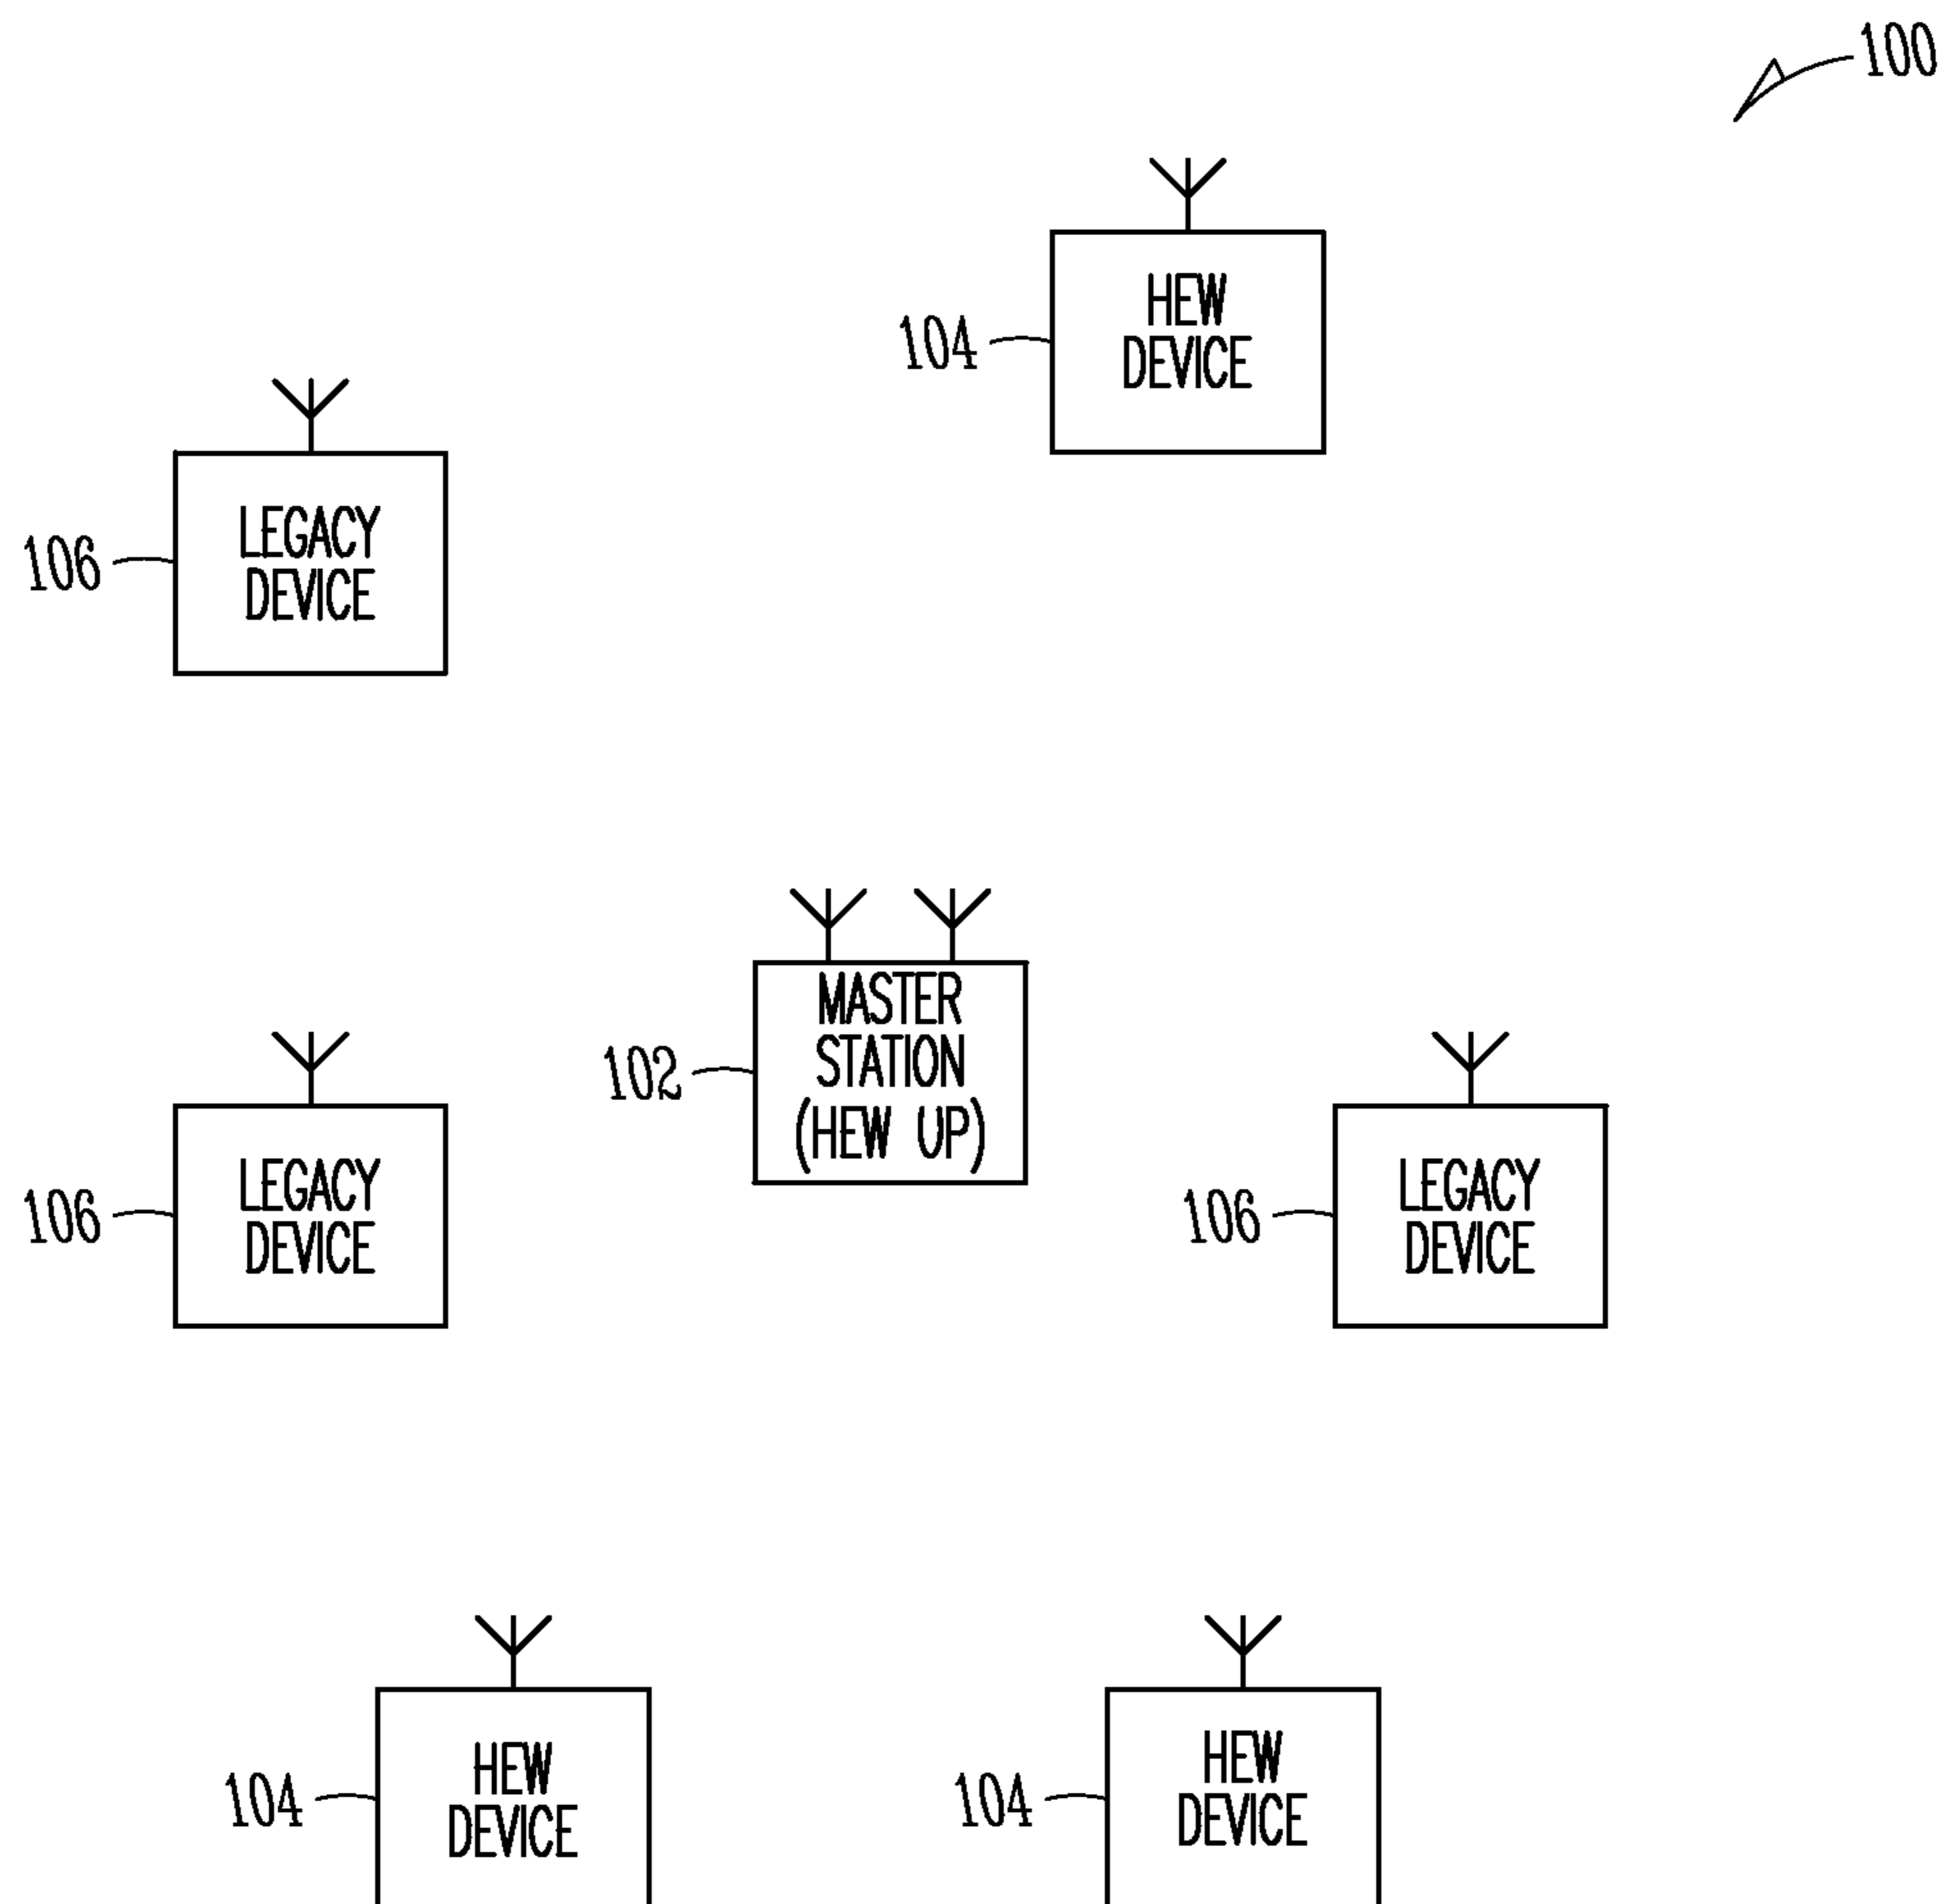 100
HEW
DEVICE
104
LEGACY
DEVICE
106
MASTER
STATION
(HEW UP)
102
LEGACY
DEVICE
106
LEGACY
DEVICE
106
HEW
DEVICE
104
HEW
DEVICE
104